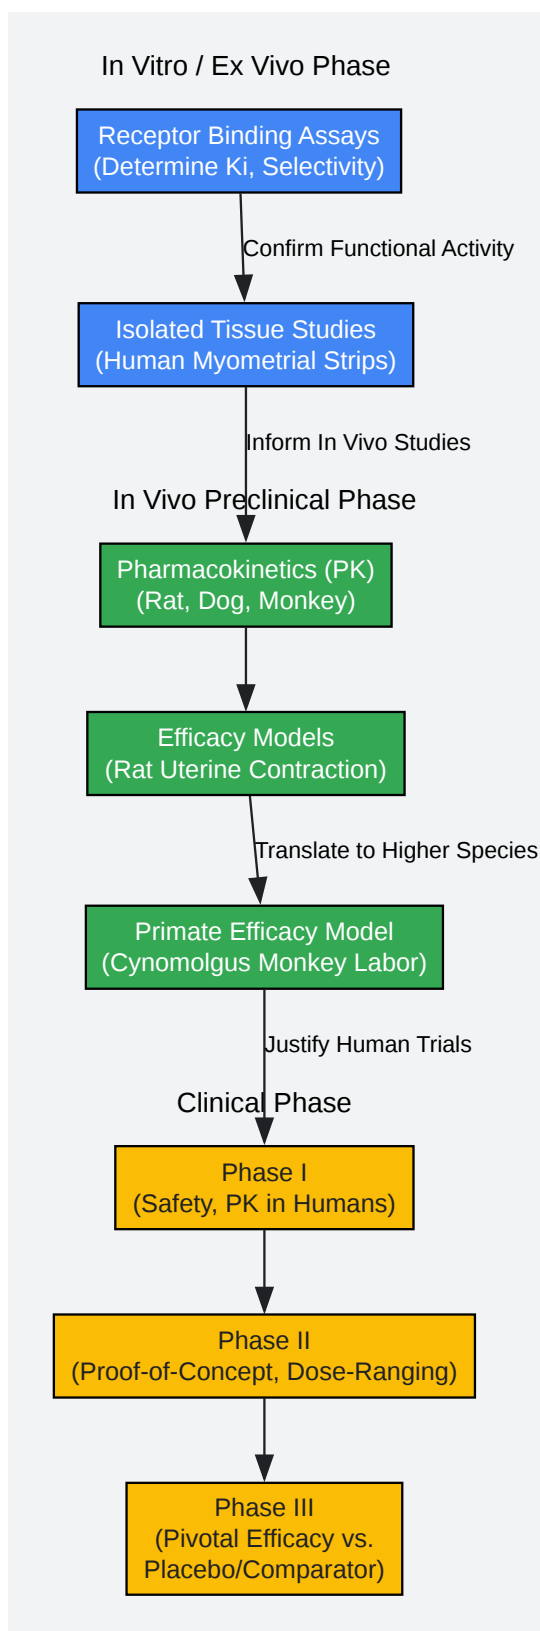 In Vitro / Ex Vivo Phase
Receptor Binding Assays
(Determine Ki, Selectivity)
Confirm Functional Activity
Isolated Tissue Studies
(Human Myometrial Strips)
Inform In Vivo Studies
In Vivo Preclinical Phase
Pharmacokinetics (PK)
(Rat, Dog, Monkey)
Efficacy Models
(Rat Uterine Contraction)
Translate to Higher Species
Primate Efficacy Model
(Cynomolgus Monkey Labor)
Justify Human Trials
Clinical Phase
Phase I
(Safety, PK in Humans)
Phase II
(Proof-of-Concept, Dose-Ranging)
Phase III
(Pivotal Efficacy vs.
Placebo/Comparator)